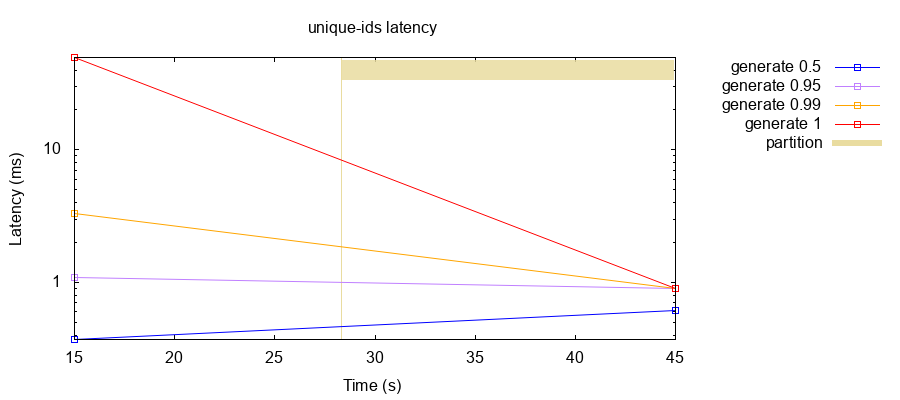 unique-ids latency
generate 0.5
generate 0.95
generate 0.99
generate 1
partition
10
1
Latency (ms)
15 20 25 30 35 40 45
Time (s)